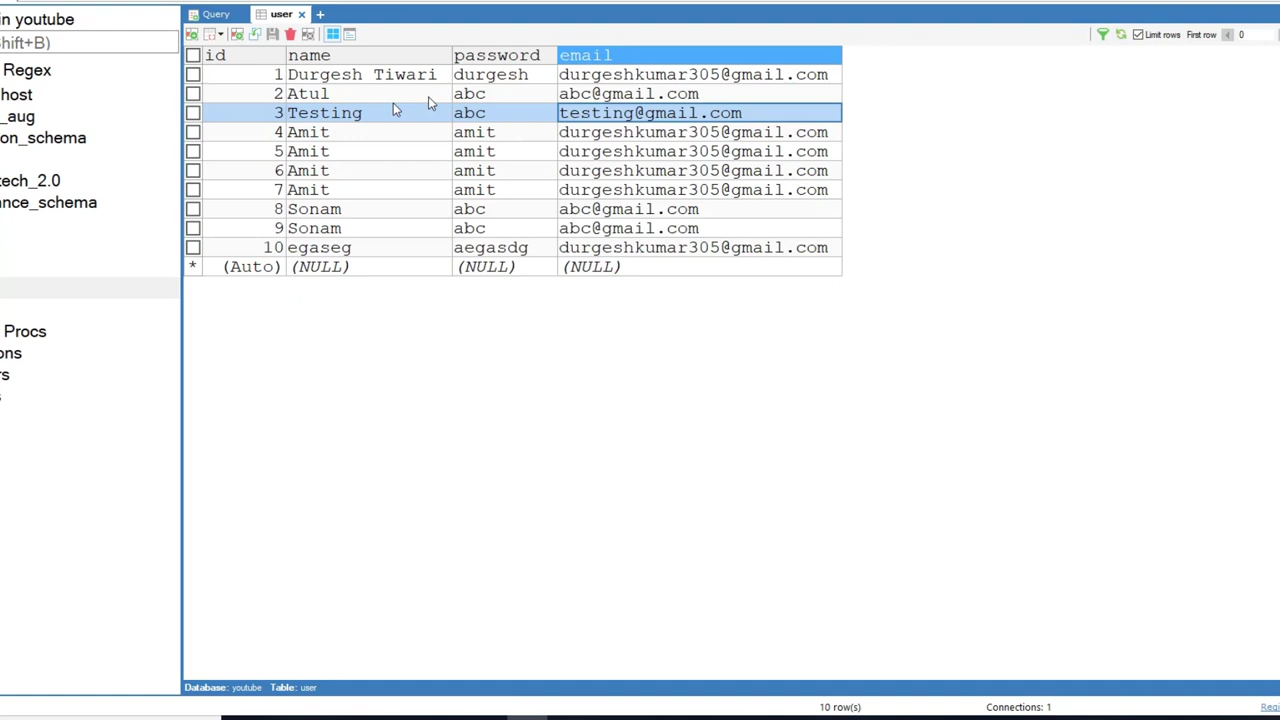 in youtube
Shift+B)
Regex
host
_aug
on_schema
tech_2.0
nce_schema
Procs
ons
rs
s
Query user × +
Limit rows First row 0
id name password email
1 Durgesh Tiwari durgesh durgeshkumar305@gmail.com
2 Atul abc abc@gmail.com
3 Testing abc testing@gmail.com
4 Amit amit durgeshkumar305@gmail.com
5 Amit amit durgeshkumar305@gmail.com
6 Amit amit durgeshkumar305@gmail.com
7 Amit amit durgeshkumar305@gmail.com
8 Sonam abc abc@gmail.com
9 Sonam abc abc@gmail.com
10 egaseg aegasdg durgeshkumar305@gmail.com
* (Auto) (NULL) (NULL) (NULL)
Database: youtube Table: user
10 row(s) Connections: 1